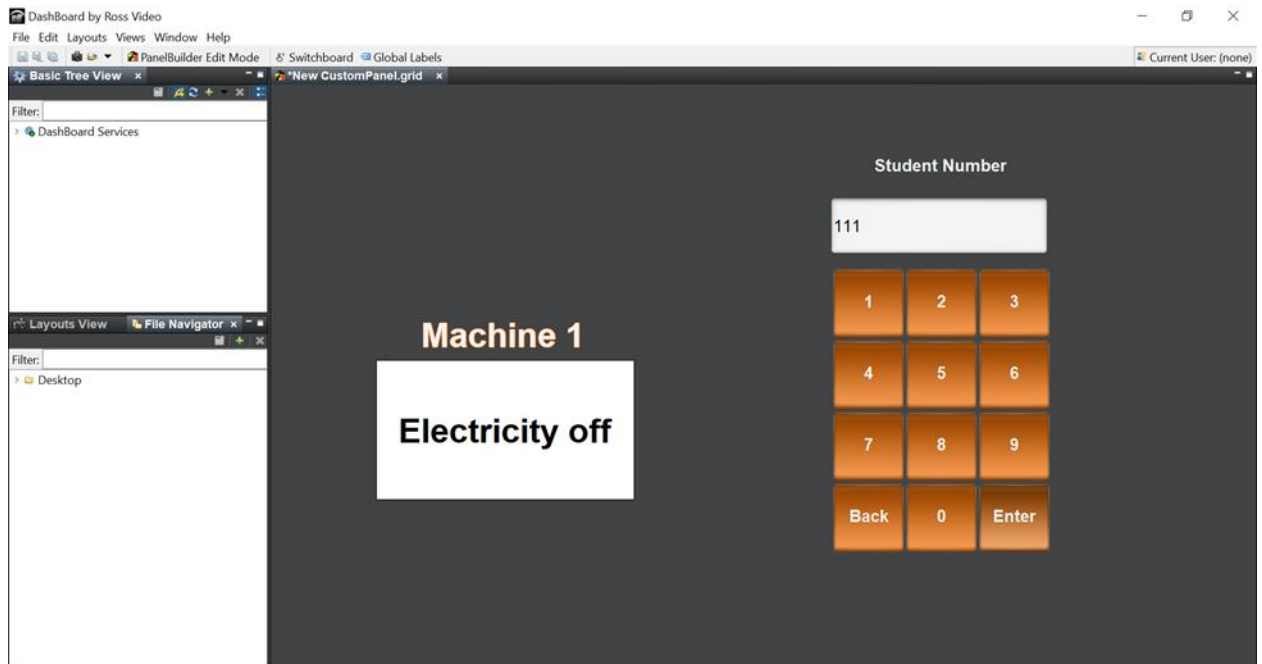 DashBoard by Ross Video
File Edit Layouts Views Window Help
PanelBuilder Edit Mode Switchboard Global Labels Current User: (none)
Basic Tree View
*New CustomPanel.grid
Filter:
DashBoard Services
Layouts View File Navigator
Filter:
Desktop
Machine 1
Electricity off
Student Number
111
1 2 3
4 5 6
7 8 9
Back 0 Enter